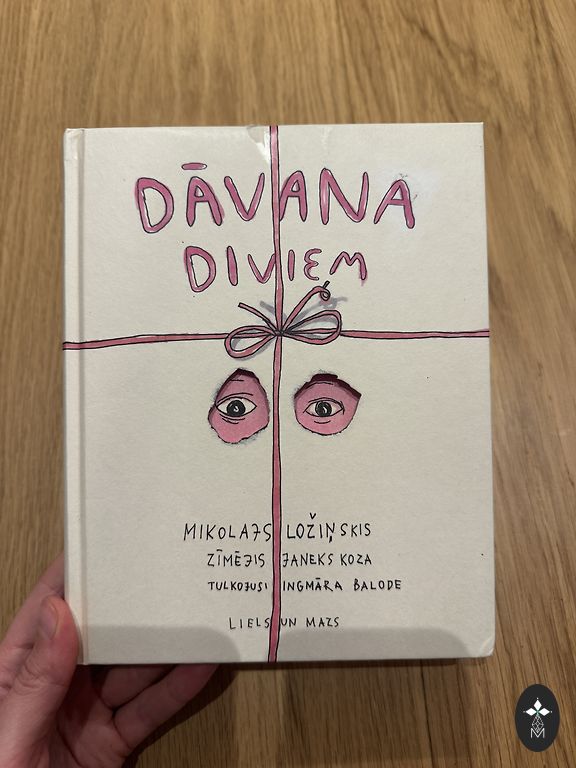 DĀVANA
DIVIEM
MIKOLAJS LOŽIŅSKIS
ZĪMĒJIS JANEKS KOZA
TULKOJUSI INGMĀRA BALODE
LIELS UN MAZS
M